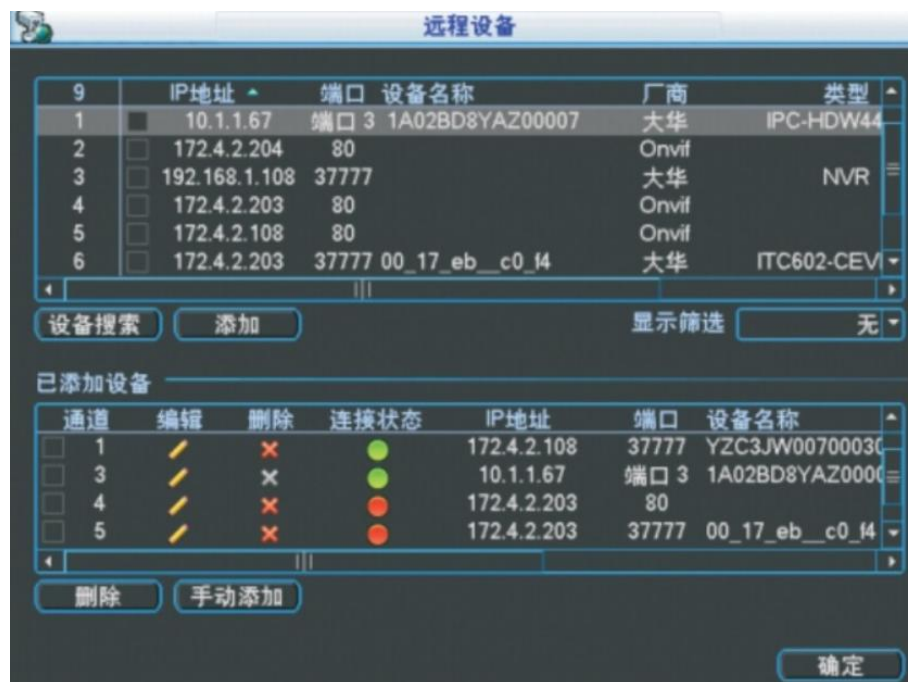 远程设备
9 IP地址 端口 设备名称 厂商 类型
1 10.1.1.67 端口 3 1A02BD8YAZ00007 大华 IPC-HDW44
2 172.4.2.204 80 Onvif
3 192.168.1.108 37777 大华 NVR
4 172.4.2.203 80 Onvif
5 172.4.2.108 80 Onvif
6 172.4.2.203 37777 00_17_eb__c0_f4 大华 ITC602-CEV
设备搜索 添加 显示筛选 无
已添加设备
通道 编辑 删除 连接状态 IP地址 端口 设备名称
1 172.4.2.108 37777 YZC3JW00700030
3 10.1.1.67 端口 3 1A02BD8YAZ0000
4 172.4.2.203 80
5 172.4.2.203 37777 00_17_eb__c0_f4
删除 手动添加
确定